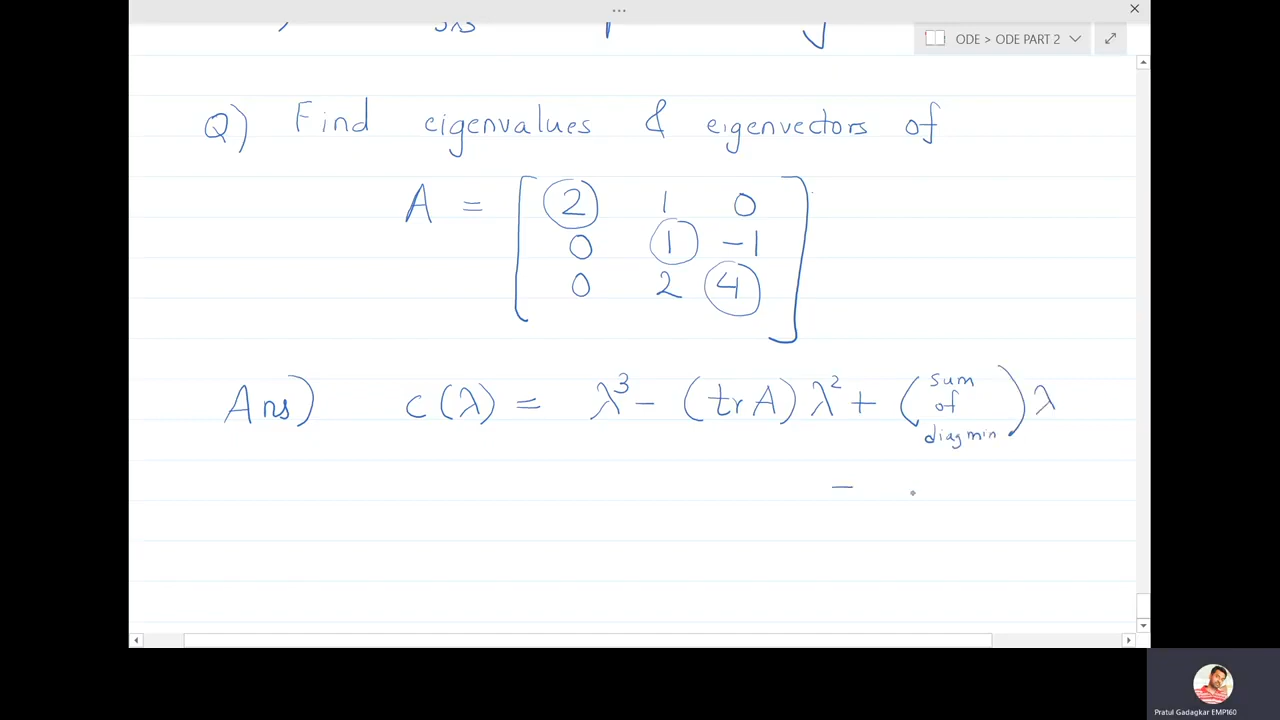 ODE > ODE PART 2
Q) Find eigenvalues & eigenvectors of
A = [ 2 1 0
0 1 -1
0 2 4 ]
Ans) c(λ) = λ³ - (tr A) λ² + (sum of diag min) λ
-
Pratul Gadagkar EMP160